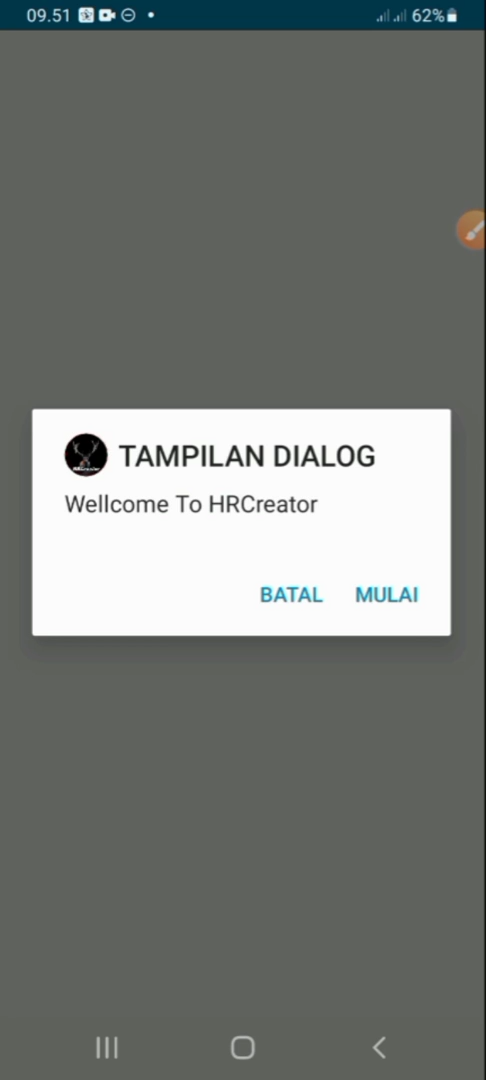 09.51
62%
TAMPILAN DIALOG
Wellcome To HRCreator
BATAL MULAI